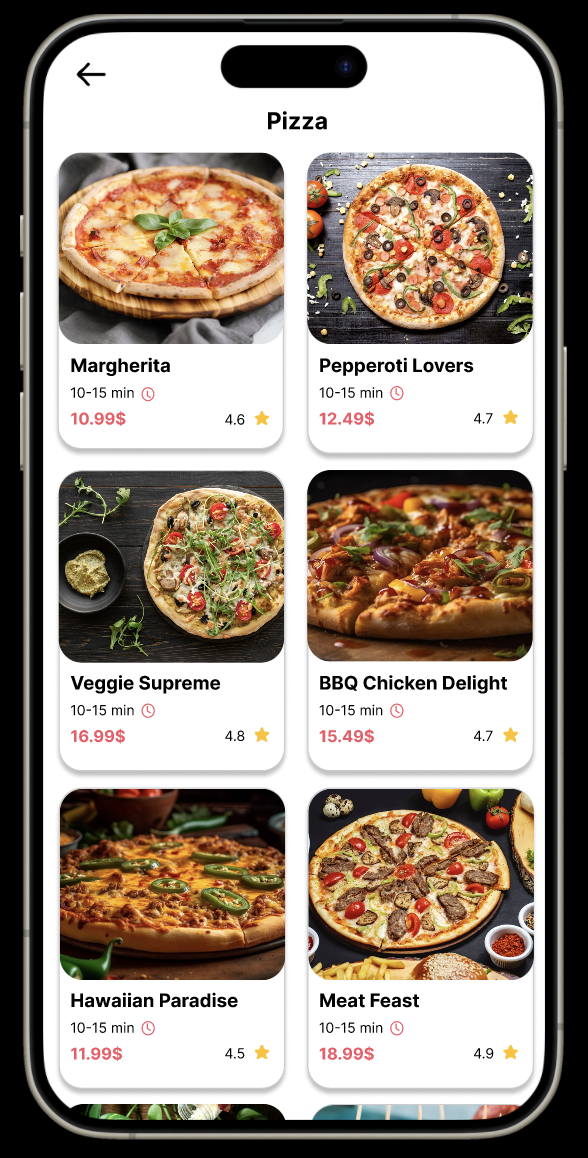 Pizza
Margherita
10-15 min
10.99$
4.6
Pepperoti Lovers
10-15 min
12.49$
4.7
Veggie Supreme
10-15 min
16.99$
4.8
BBQ Chicken Delight
10-15 min
15.49$
4.7
Hawaiian Paradise
10-15 min
11.99$
4.5
Meat Feast
10-15 min
18.99$
4.9